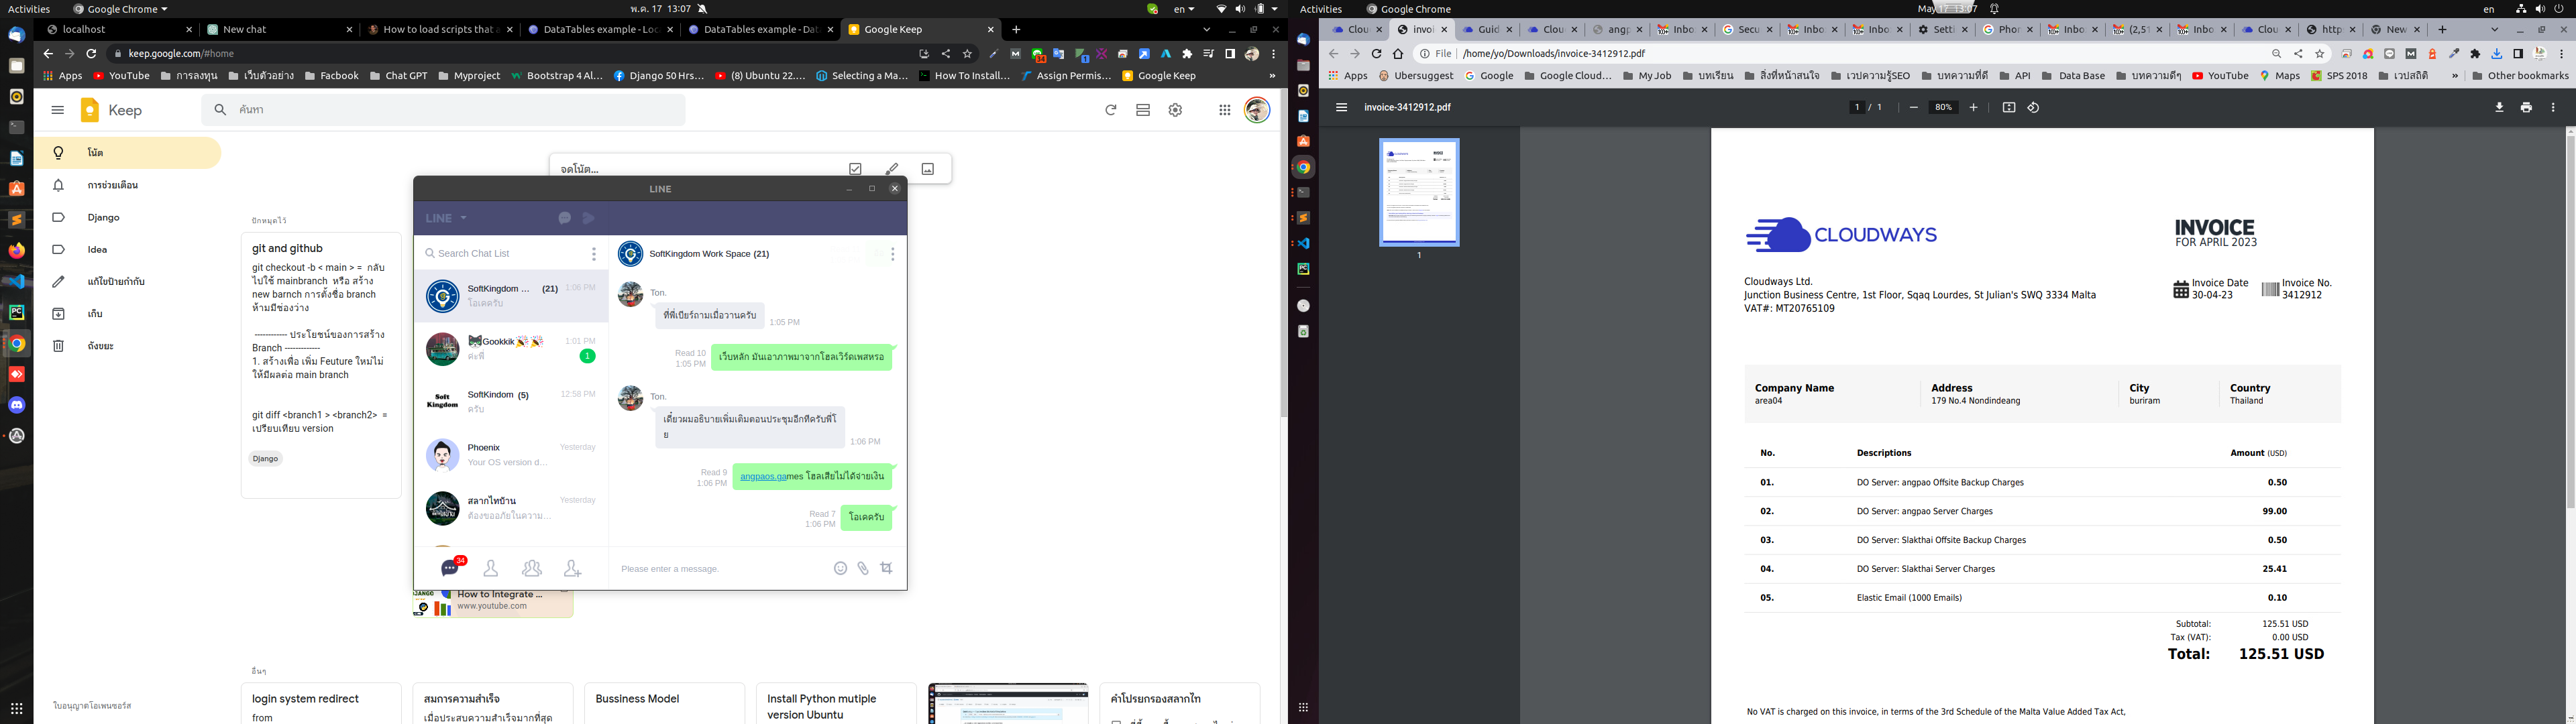 Activities
Google Chrome
พ.ค. 17 13:07
en
localhost
New chat
How to load scripts that a
DataTables example - Loc
DataTables example - Dat
Google Keep
keep.google.com/#home
Apps
YouTube
การลงทุน
เว็บตัวอย่าง
Facbook
Chat GPT
Myproject
Bootstrap 4 Al…
Django 50 Hrs…
(8) Ubuntu 22.…
Selecting a Ma…
How To Install…
Assign Permis…
Google Keep
Keep
ค้นหา
โน้ต
การช่วยเตือน
Django
Idea
แก้ไขป้ายกำกับ
เก็บ
ถังขยะ
ใบอนุญาตโอเพนซอร์ส
จดโน้ต...
ปักหมุดไว้
git and github
git checkout -b < main > = กลับ
ไปใช้ mainbranch หรือ สร้าง
new barnch การตั้งชื่อ branch
ห้ามมีช่องว่าง
------------ ประโยชน์ของการสร้าง
Branch -------------
1. สร้างเพื่อ เพิ่ม Feuture ใหม่ไม่
ให้มีผลต่อ main branch
git diff <branch1 > <branch2> =
เปรียบเทียบ version
Django
LINE
LINE
Search Chat List
SoftKingdom ... (21) 1:06 PM
โอเคครับ
Gookkik 1:01 PM
ค่ะพี่
1
Soft Kingdom
SoftKindom (5) 12:58 PM
ครับ
Phoenix Yesterday
Your OS version d...
สลากไทบ้าน Yesterday
ต้องขออภัยในความ...
34
SoftKingdom Work Space (21)
Ton.
ที่พี่เบียร์ถามเมื่อวานครับ
1:05 PM
Read 10
1:05 PM
เว็บหลัก มันเอาภาพมาจากโฮลเวิร์ดเพสหรอ
Ton.
เดี๋ยวผมอธิบายเพิ่มเติมตอนประชุมอีกทีครับพี่โ
ย
1:06 PM
Read 9
1:06 PM
angpaos.games โฮลเสียไม่ได้จ่ายเงิน
Read 7
1:06 PM
โอเคครับ
Please enter a message.
How to Integrate ...
www.youtube.com
อื่นๆ
login system redirect
from
สมการความสำเร็จ
เมื่อประสบความสำเร็จมากที่สุด
Bussiness Model
Install Python mutiple
version Ubuntu
คำโปรยกรองสลากไท
Activities
Google Chrome
May 17 13:07
en
Clou
invoi
Guid
Clou
angp
Inbo
Secu
Inbo
Inbo
Setti
Phon
Inbo
(2,51
Inbo
Clou
http
New
File
/home/yo/Downloads/invoice-3412912.pdf
Apps
Ubersuggest
Google
Google Cloud...
My Job
บทเรียน
สิ่งที่หน้าสนใจ
เวปความรู้SEO
บทความที่ดี
API
Data Base
บทความดีๆ
YouTube
Maps
SPS 2018
เวปสถิติ
Other bookmarks
invoice-3412912.pdf
1 / 1
80%
1
CLOUDWAYS
INVOICE
FOR APRIL 2023
Cloudways Ltd.
Junction Business Centre, 1st Floor, Sqaq Lourdes, St Julian's SWQ 3334 Malta
VAT#: MT20765109
Invoice Date
30-04-23
Invoice No.
3412912
Company Name
area04
Address
179 No.4 Nondindeang
City
buriram
Country
Thailand
No. Descriptions Amount (USD)
01. DO Server: angpao Offsite Backup Charges 0.50
02. DO Server: angpao Server Charges 99.00
03. DO Server: Slakthai Offsite Backup Charges 0.50
04. DO Server: Slakthai Server Charges 25.41
05. Elastic Email (1000 Emails) 0.10
Subtotal: 125.51 USD
Tax (VAT): 0.00 USD
Total: 125.51 USD
No VAT is charged on this invoice, in terms of the 3rd Schedule of the Malta Value Added Tax Act,